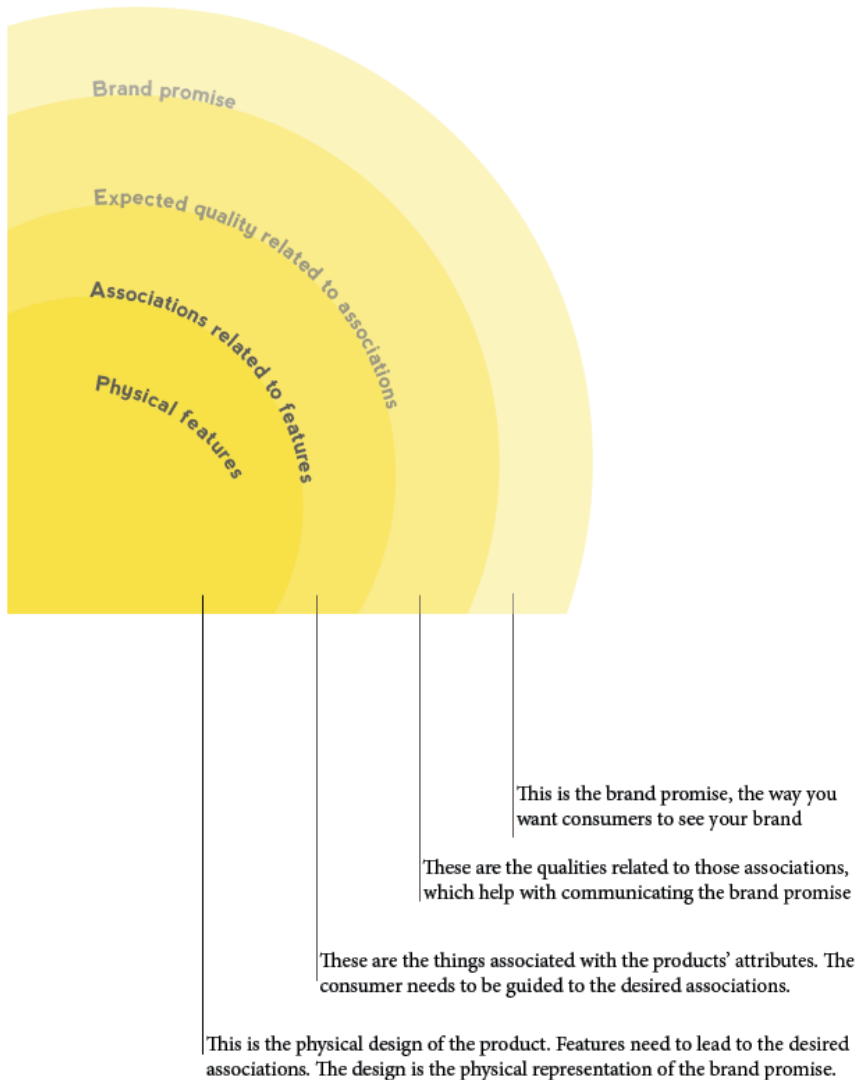 Brand promise
Expected quality related to associations
Associations related to features
Physical features
This is the brand promise, the way you
want consumers to see your brand
These are the qualities related to those associations,
which help with communicating the brand promise
These are the things associated with the products’ attributes. The
consumer needs to be guided to the desired associations.
This is the physical design of the product. Features need to lead to the desired
associations. The design is the physical representation of the brand promise.